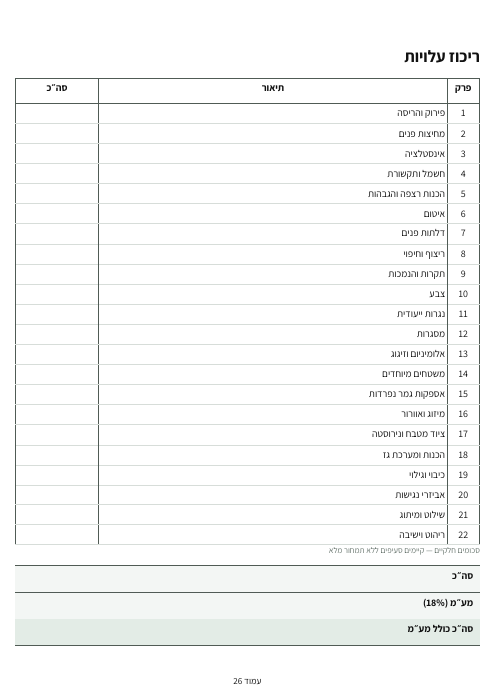 ריכוז עלויות
פרק תיאור סה״כ
1 פירוק והריסה
2 מחיצות פנים
3 אינסטלציה
4 חשמל ותקשורת
5 הכנות רצפה והגבהות
6 איטום
7 דלתות פנים
8 ריצוף וחיפוי
9 תקרות והנמכות
10 צבע
11 נגרות ייעודית
12 מסגרות
13 אלומיניום וזיגוג
14 משטחים מיוחדים
15 אספקות גמר נפרדות
16 מיזוג ואוורור
17 ציוד מטבח ונירוסטה
18 הכנות ומערכת גז
19 כיבוי וגילוי
20 אביזרי נגישות
21 שילוט ומיתוג
22 ריהוט וישיבה
סכומים חלקיים — קיימים סעיפים ללא תמחור מלא
סה״כ
מע״מ (18%)
סה״כ כולל מע״מ
עמוד 26